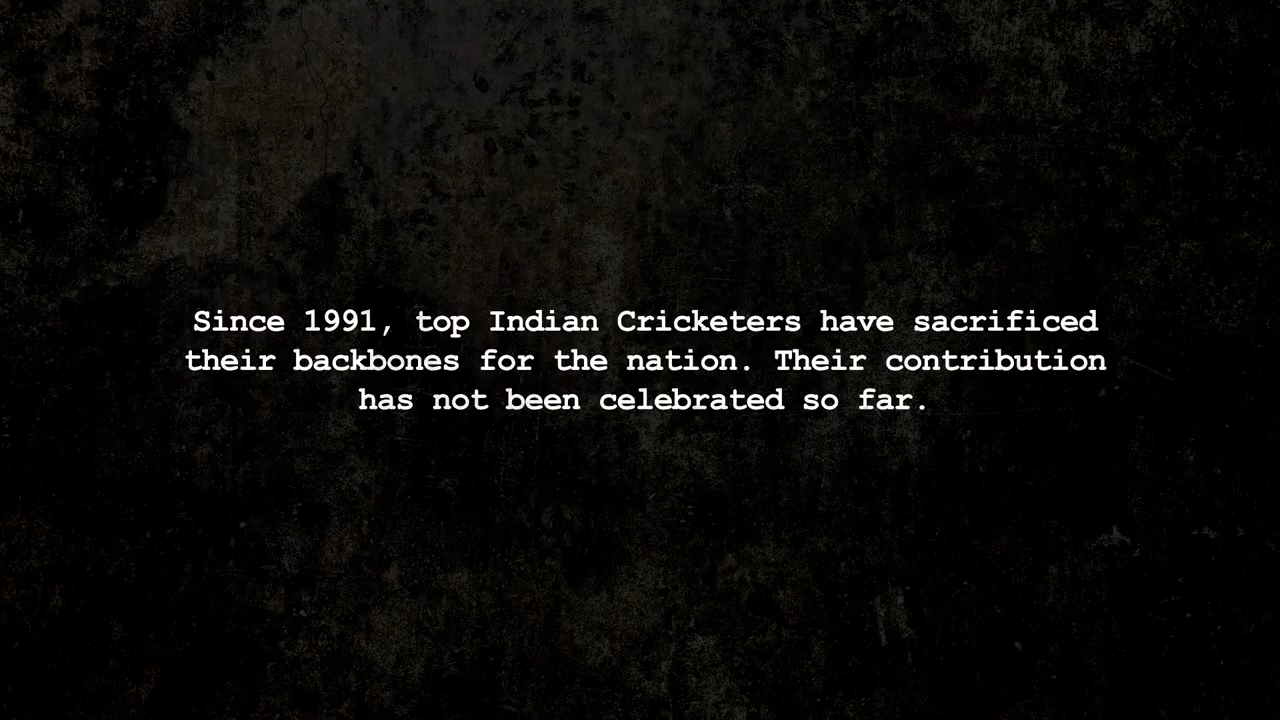 Since 1991, top Indian Cricketers have sacrificed
their backbones for the nation. Their contribution
has not been celebrated so far.